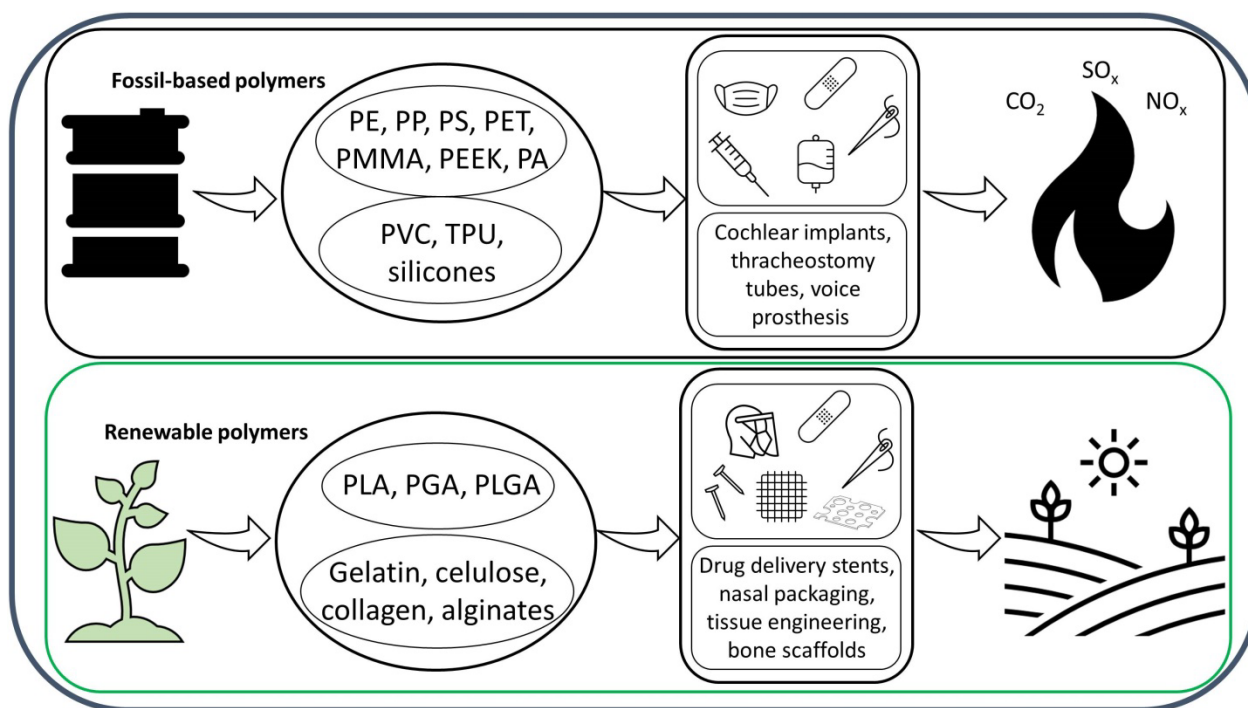 Fossil-based polymers
PE, PP, PS, PET,
PMMA, PEEK, PA
PVC, TPU,
silicones
Cochlear implants,
thracheostomy
tubes, voice
prosthesis
CO₂
SOₓ
NOₓ
Renewable polymers
PLA, PGA, PLGA
Gelatin, celulose,
collagen, alginates
Drug delivery stents,
nasal packaging,
tissue engineering,
bone scaffolds